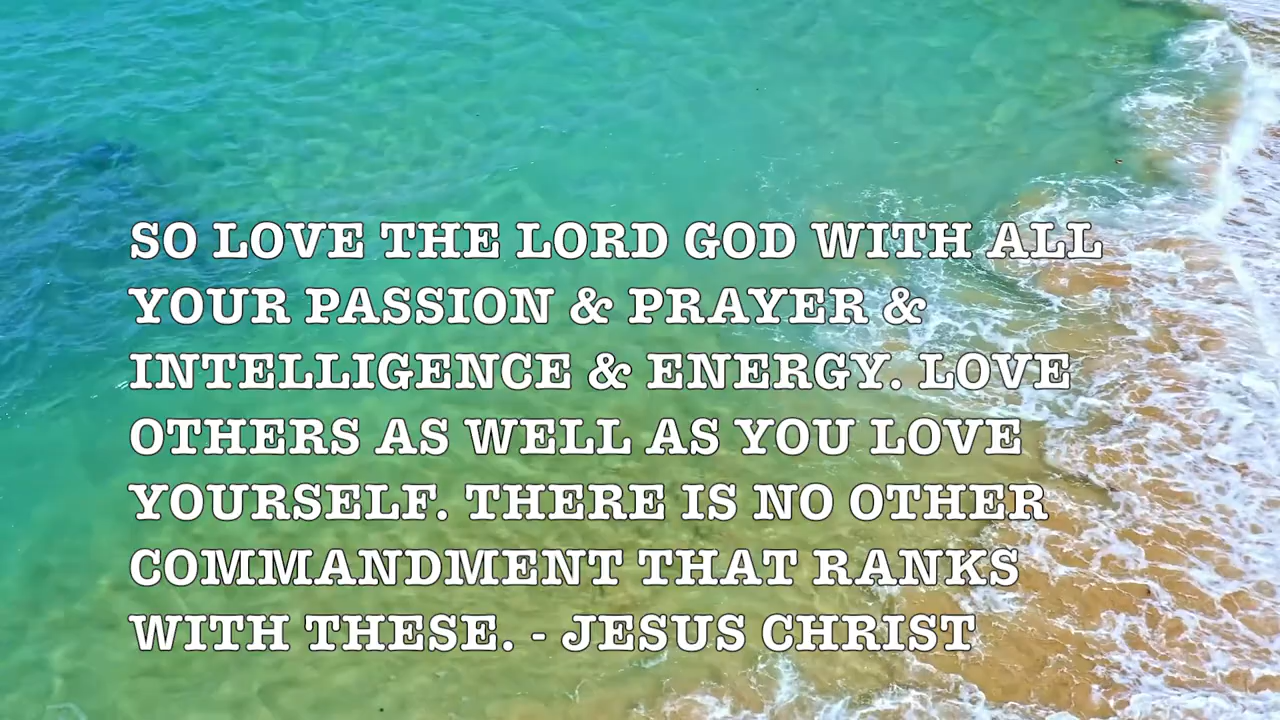 SO LOVE THE LORD GOD WITH ALL
YOUR PASSION & PRAYER &
INTELLIGENCE & ENERGY. LOVE
OTHERS AS WELL AS YOU LOVE
YOURSELF. THERE IS NO OTHER
COMMANDMENT THAT RANKS
WITH THESE. - JESUS CHRIST